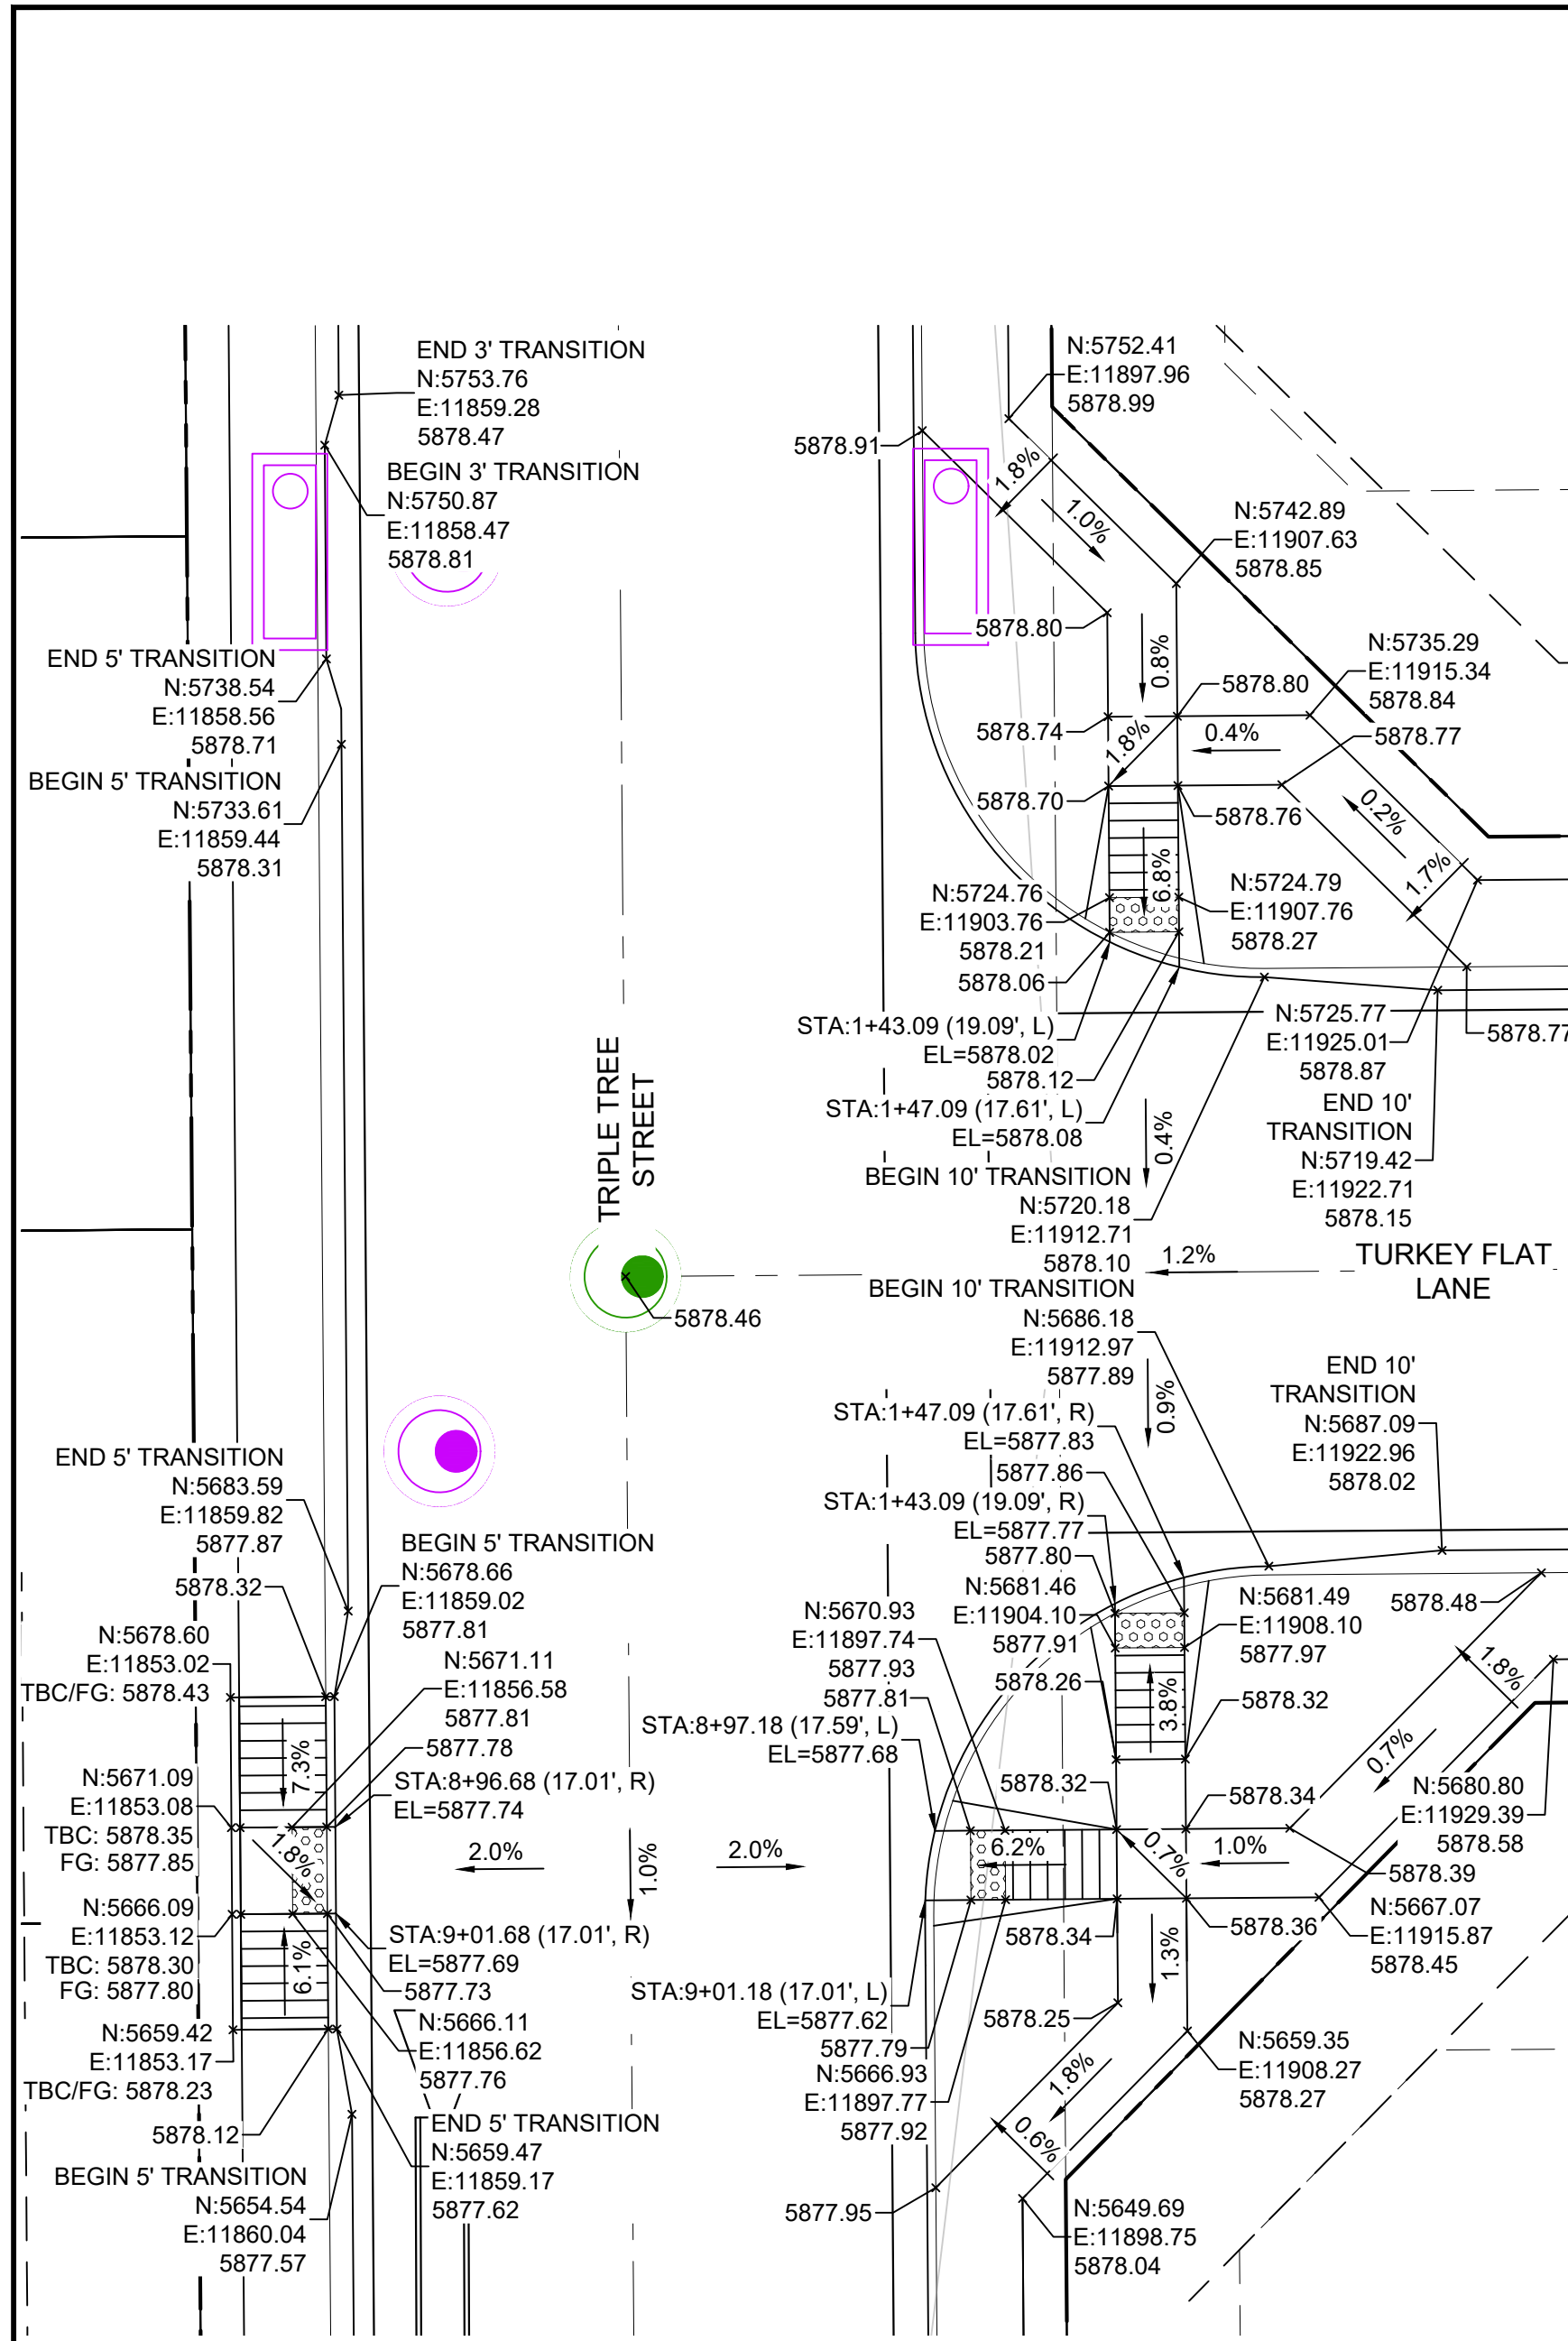 END 3' TRANSITION
N:5753.76
E:11859.28
5878.47
BEGIN 3' TRANSITION
N:5750.87
E:11858.47
5878.81
END 5' TRANSITION
N:5738.54
E:11858.56
5878.71
BEGIN 5' TRANSITION
N:5733.61
E:11859.44
5878.31
N:5752.41
E:11897.96
5878.99
5878.91
1.8%
1.0%
N:5742.89
E:11907.63
5878.85
5878.80
0.8%
N:5735.29
E:11915.34
5878.84
5878.80
5878.74
1.8%
0.4%
5878.77
5878.70
5878.76
0.2%
1.7%
6.8%
N:5724.76
E:11903.76
5878.21
5878.06
N:5724.79
E:11907.76
5878.27
STA:1+43.09 (19.09', L)
EL=5878.02
5878.12
STA:1+47.09 (17.61', L)
EL=5878.08
N:5725.77
E:11925.01
5878.87
5878.77
END 10'
TRANSITION
N:5719.42
E:11922.71
5878.15
0.4%
BEGIN 10' TRANSITION
N:5720.18
E:11912.71
5878.10
TRIPLE TREE
STREET
1.2%
TURKEY FLAT
LANE
5878.46
BEGIN 10' TRANSITION
N:5686.18
E:11912.97
5877.89
0.9%
END 10'
TRANSITION
N:5687.09
E:11922.96
5878.02
STA:1+47.09 (17.61', R)
EL=5877.83
5877.86
STA:1+43.09 (19.09', R)
EL=5877.77
5877.80
N:5681.46
E:11904.10
5877.91
N:5681.49
E:11908.10
5877.97
5878.48
1.8%
END 5' TRANSITION
N:5683.59
E:11859.82
5877.87
5878.32
BEGIN 5' TRANSITION
N:5678.66
E:11859.02
5877.81
N:5678.60
E:11853.02
TBC/FG: 5878.43
N:5671.11
E:11856.58
5877.81
5877.78
7.3%
N:5671.09
E:11853.08
TBC: 5878.35
FG: 5877.85
STA:8+96.68 (17.01', R)
EL=5877.74
1.8%
2.0%
1.0%
2.0%
N:5670.93
E:11897.74
5877.93
5877.81
STA:8+97.18 (17.59', L)
EL=5877.68
5878.26
3.8%
5878.32
5878.32
5878.34
0.7%
N:5680.80
E:11929.39
5878.58
6.2%
0.7%
1.0%
5878.39
N:5666.09
E:11853.12
TBC: 5878.30
FG: 5877.80
6.1%
STA:9+01.68 (17.01', R)
EL=5877.69
5877.73
N:5659.42
E:11853.17
TBC/FG: 5878.23
N:5666.11
E:11856.62
5877.76
5878.12
END 5' TRANSITION
N:5659.47
E:11859.17
5877.62
BEGIN 5' TRANSITION
N:5654.54
E:11860.04
5877.57
5878.34
5878.36
N:5667.07
E:11915.87
5878.45
1.3%
STA:9+01.18 (17.01', L)
EL=5877.62
5877.79
5878.25
N:5666.93
E:11897.77
5877.92
N:5659.35
E:11908.27
5878.27
1.8%
0.6%
5877.95
N:5649.69
E:11898.75
5878.04